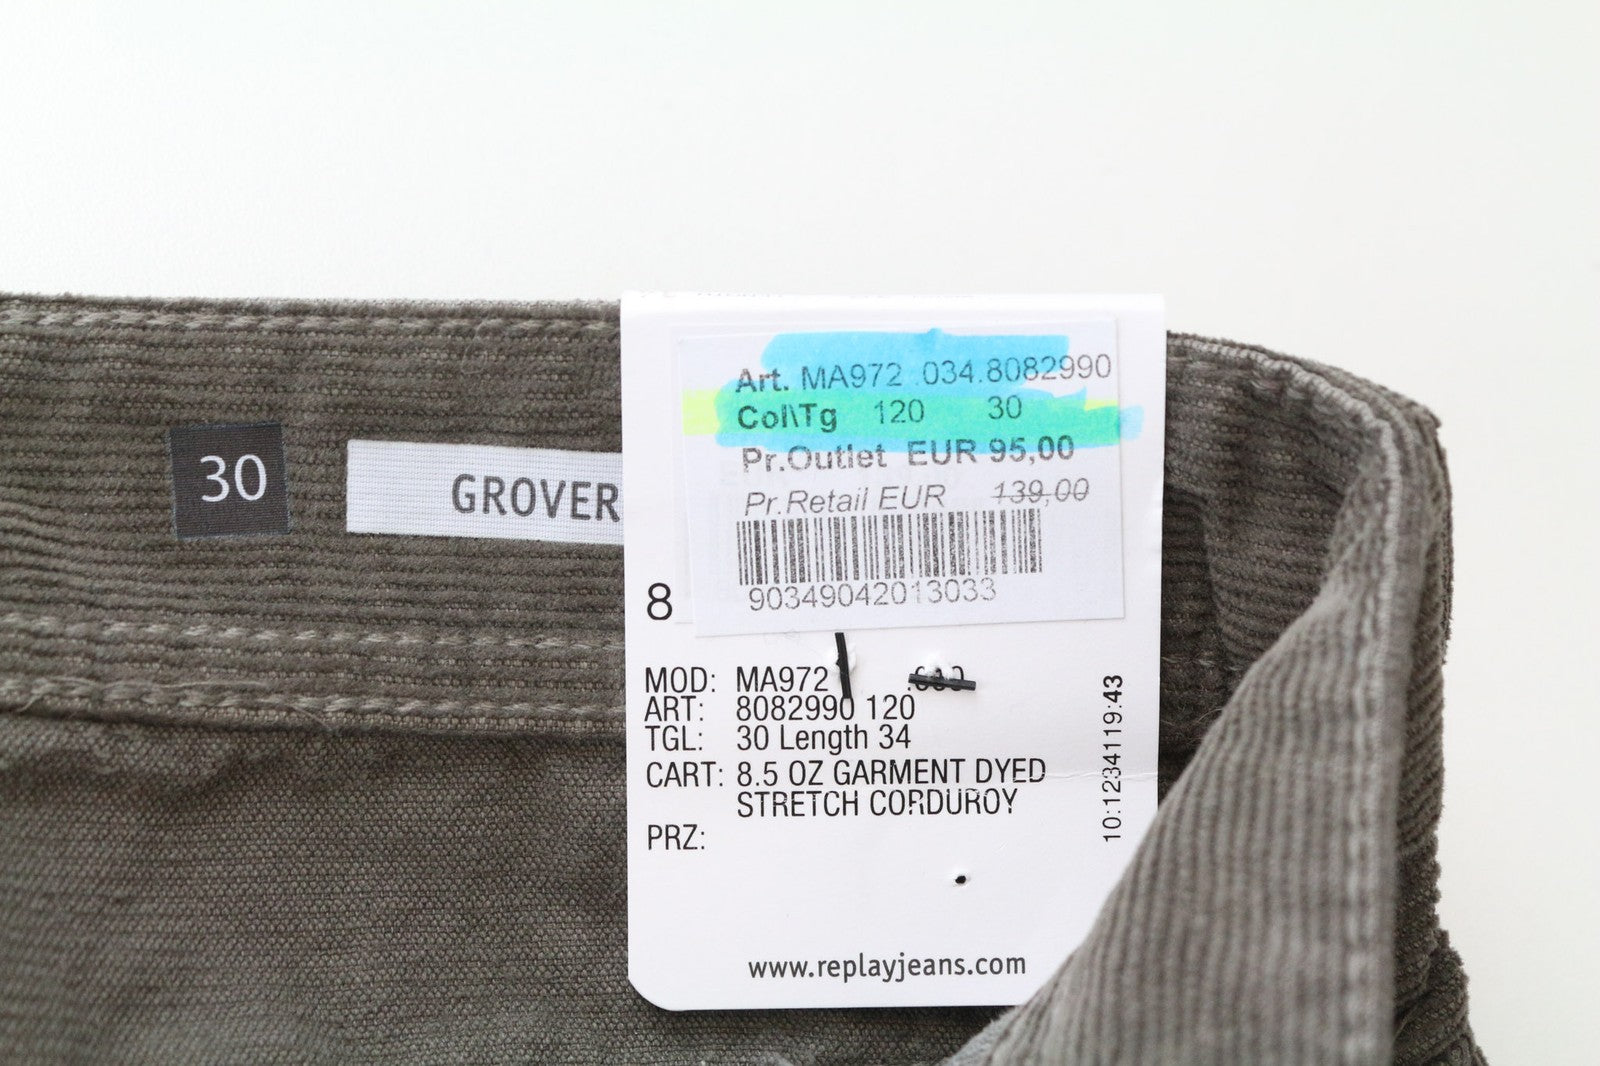 30
GROVER
Art. MA972 .034.8082990
Col\Tg 120 30
Pr.Outlet EUR 95,00
Pr.Retail EUR 139,00
90349042013033
8
MOD: MA972
ART: 8082990 120
TGL: 30 Length 34
CART: 8.5 OZ GARMENT DYED
STRETCH CORDUROY
PRZ:
10:1234119:43
www.replayjeans.com